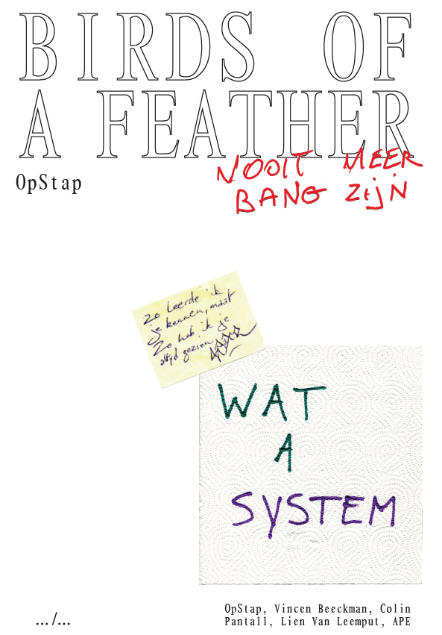 BIRDS OF
A FEATHER
OpStap
NOOIT MEER
BANG ZIJN
Zo leerde ik
je kennen, maar
Zo heb ik je
altijd gezien
WAT
A
SYSTEM
.../...
OpStap, Vincen Beeckman, Colin
Pantall, Lien Van Leemput, APE